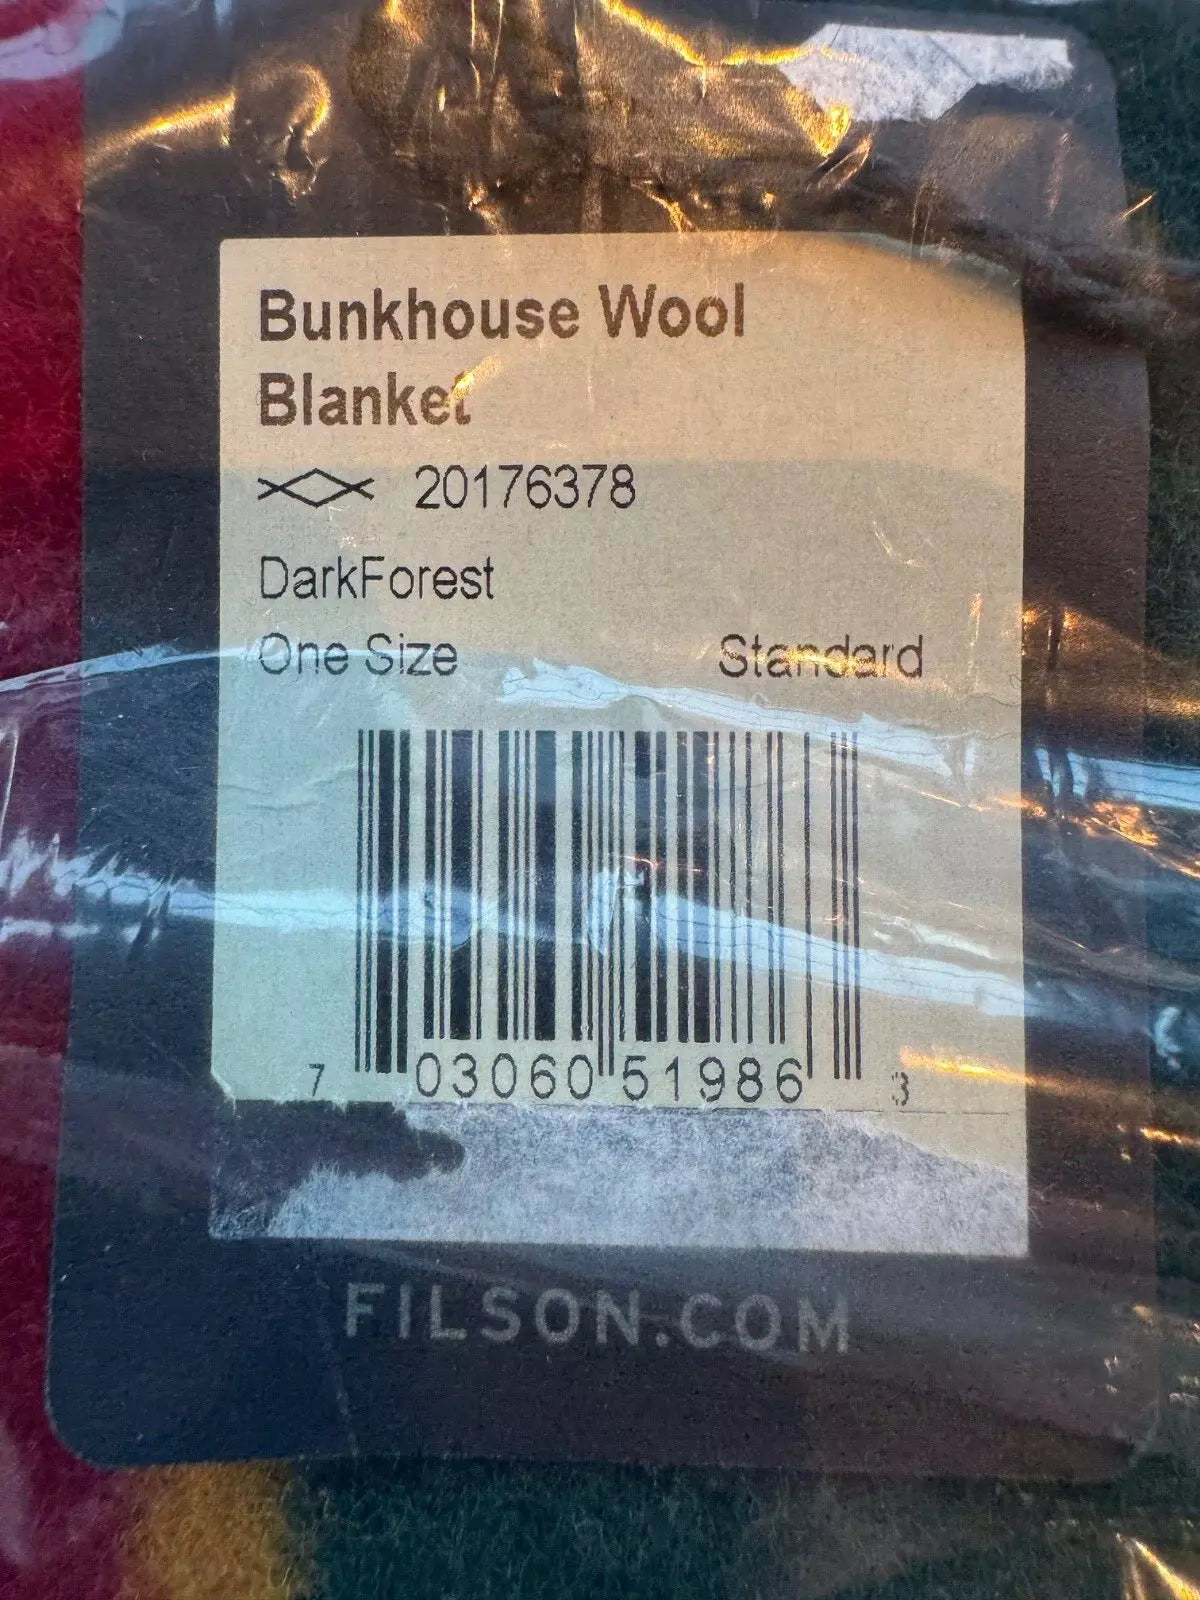 Bunkhouse Wool
Blanket
20176378
DarkForest
One Size Standard
7 03060 51986 3
FILSON.COM